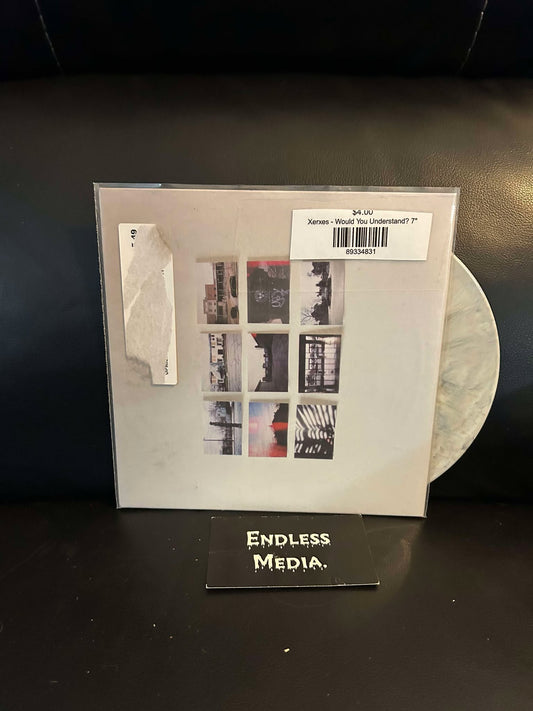 $4.00
Xerxes - Would You Understand? 7"
89334831
ENDLESS
MEDIA.